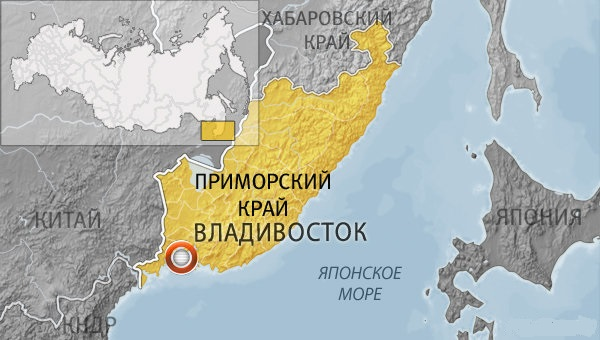 ХАБАРОВСКИЙ
КРАЙ
ПРИМОРСКИЙ
КРАЙ
КИТАЙ
ВЛАДИВОСТОК
ЯПОНИЯ
ЯПОНСКОЕ
МОРЕ
КНДР